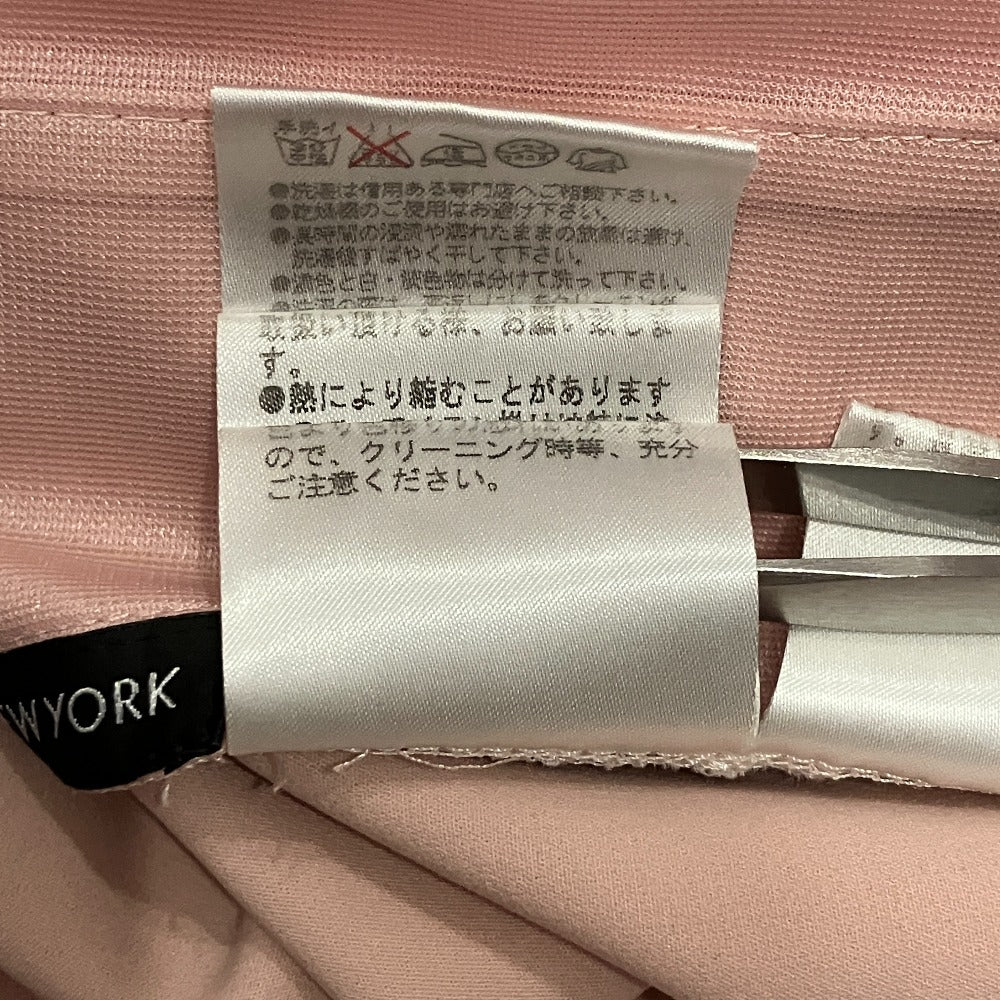 手洗イ
●洗濯は信用ある専門店へご相談下さい。
●乾燥機のご使用はお避け下さい。
●長時間の浸漬や濡れたままの放置は避け、
洗濯後すばやく干して下さい。
●濃色と白・淡色物は分けて洗って下さい。
取扱い頂ける様、お願い致しま
す。
●熱により縮むことがあります
ので、クリーニング時等、充分
ご注意ください。
YORK